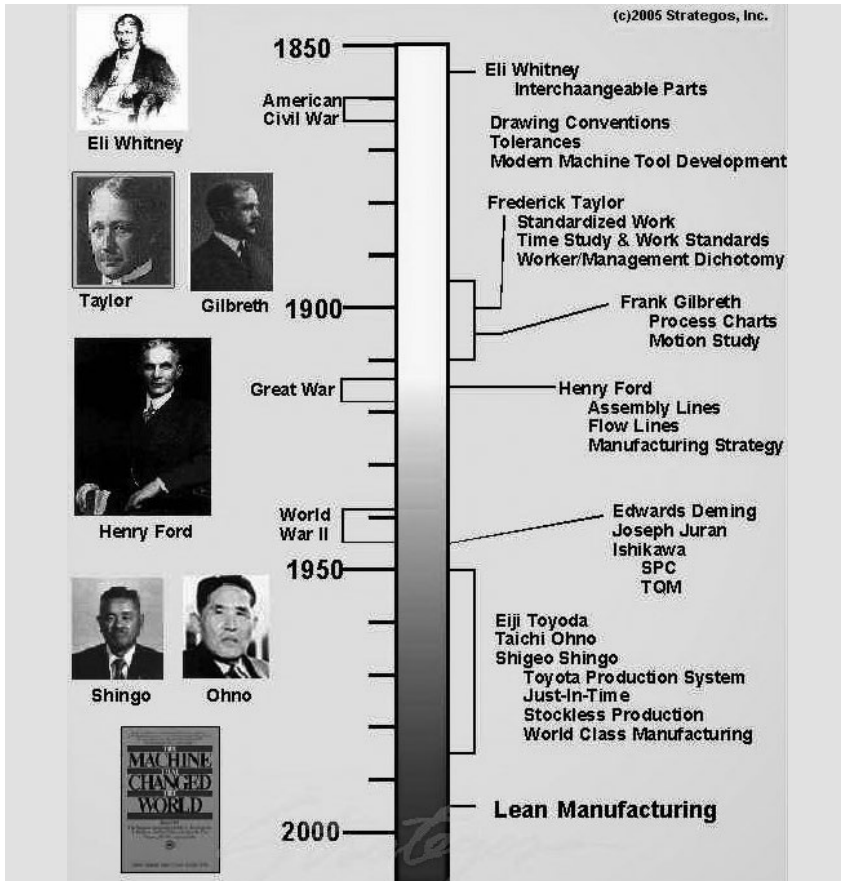 (c)2005 Strategos, Inc.
1850
Eli Whitney
Interchaangeable Parts
American
Civil War
Eli Whitney
Drawing Conventions
Tolerances
Modern Machine Tool Development
Frederick Taylor
Standardized Work
Time Study & Work Standards
Worker/Management Dichotomy
Taylor
Gilbreth
1900
Frank Gilbreth
Process Charts
Motion Study
Great War
Henry Ford
Assembly Lines
Flow Lines
Manufacturing Strategy
Henry Ford
World
War II
Edwards Deming
Joseph Juran
Ishikawa
SPC
TQM
1950
Eiji Toyoda
Taichi Ohno
Shigeo Shingo
Toyota Production System
Just-In-Time
Stockless Production
World Class Manufacturing
Shingo
Ohno
THE
MACHINE
THAT
CHANGED
THE
WORLD
Lean Manufacturing
2000
Strategos